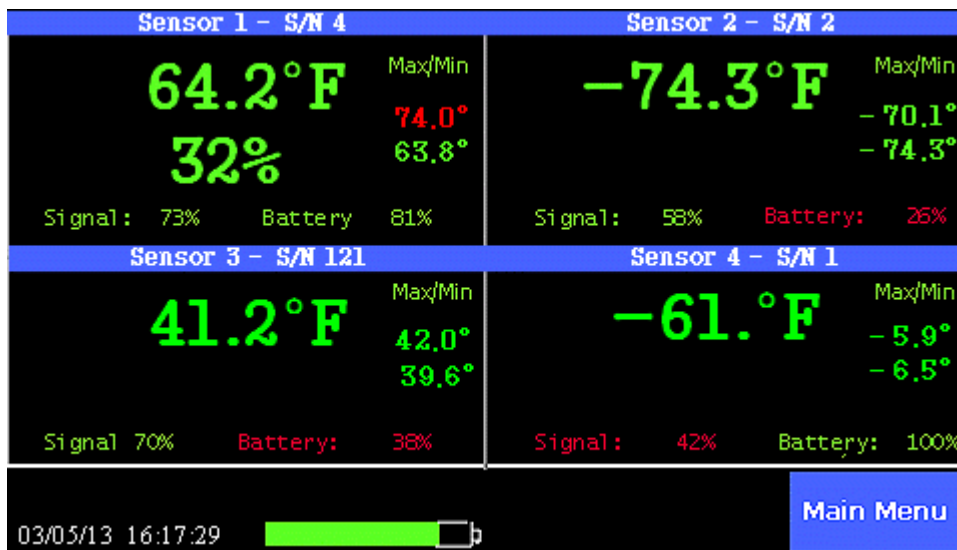 Sensor 1 - S/N 4
64.2°F
Max/Min
74.0°
32%
63.8°
Signal: 73% Battery 81%
Sensor 2 - S/N 2
-74.3°F
Max/Min
-70.1°
-74.3°
Signal: 58% Battery: 26%
Sensor 3 - S/N 121
41.2°F
Max/Min
42.0°
39.6°
Signal 70% Battery: 38%
Sensor 4 - S/N 1
-61.°F
Max/Min
-5.9°
-6.5°
Signal: 42% Battery: 100%
03/05/13 16:17:29
Main Menu